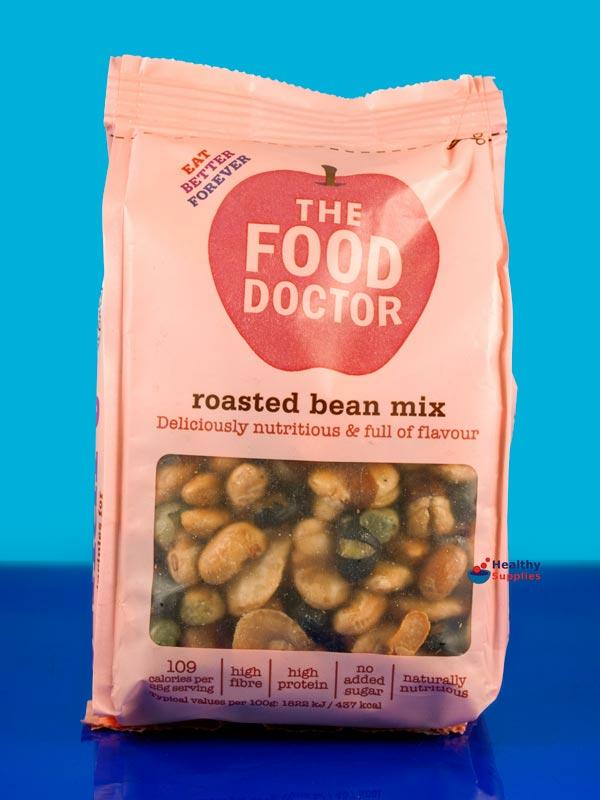 EAT
BETTER
FOREVER
THE
FOOD
DOCTOR
roasted bean mix
Deliciously nutritious & full of flavour
Healthy
Supplies
109
calories per
25g serving
high
fibre
high
protein
no
added
sugar
naturally
nutritious
Typical values per 100g: 1822 kJ / 437 kcal